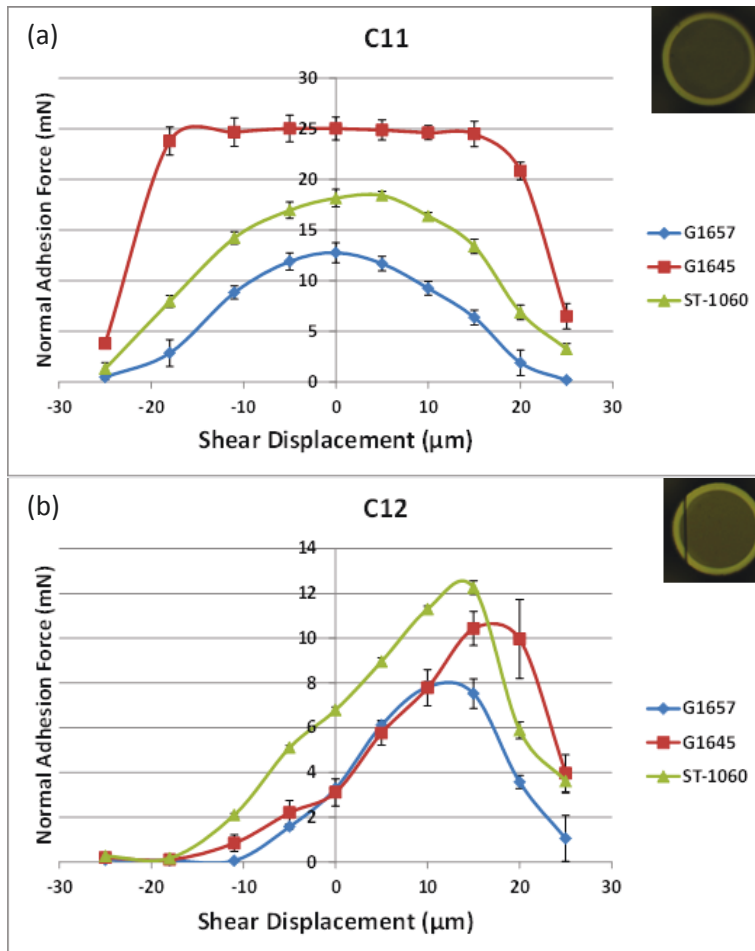 (a)
C11
Normal Adhesion Force (mN)
30
25
20
15
10
5
0
-30
-20
-10
0
10
20
30
Shear Displacement (µm)
G1657
G1645
ST-1060
(b)
C12
Normal Adhesion Force (mN)
14
12
10
8
6
4
2
0
-30
-20
-10
0
10
20
30
Shear Displacement (µm)
G1657
G1645
ST-1060